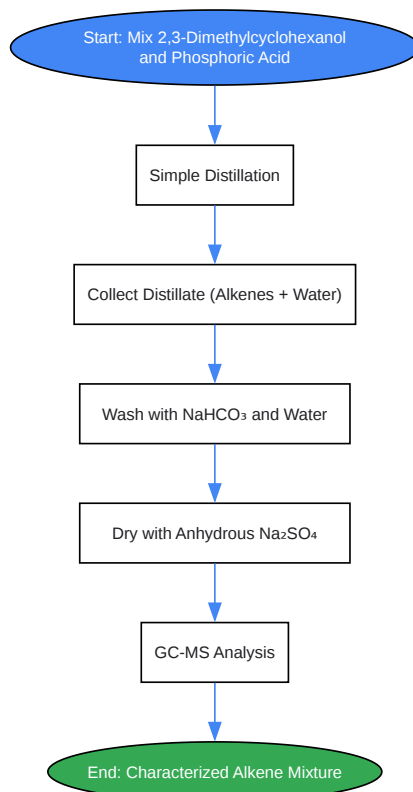 Start: Mix 2,3-Dimethylcyclohexanol
and Phosphoric Acid
Simple Distillation
Collect Distillate (Alkenes + Water)
Wash with NaHCO₃ and Water
Dry with Anhydrous Na₂SO₄
GC-MS Analysis
End: Characterized Alkene Mixture